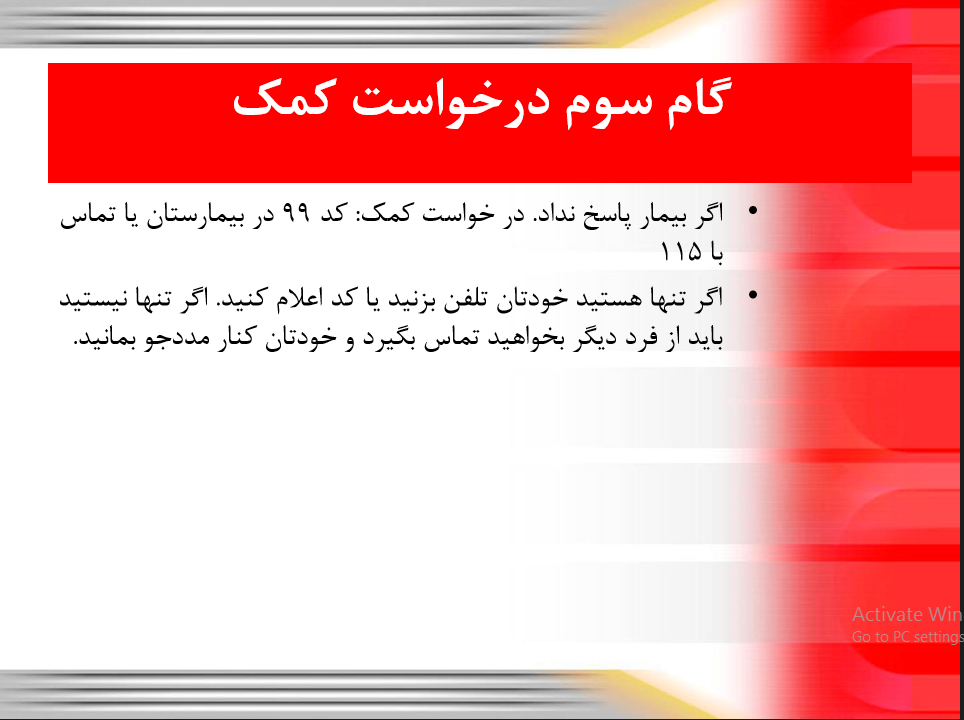 گام سوم درخواست کمک
• اگر بیمار پاسخ نداد. در خواست کمک: کد ۹۹ در بیمارستان یا تماس
با ۱۱۵
• اگر تنها هستید خودتان تلفن بزنید یا کد اعلام کنید. اگر تنها نیستید
باید از فرد دیگر بخواهید تماس بگیرد و خودتان کنار مددجو بمانید.
Activate Win
Go to PC settings